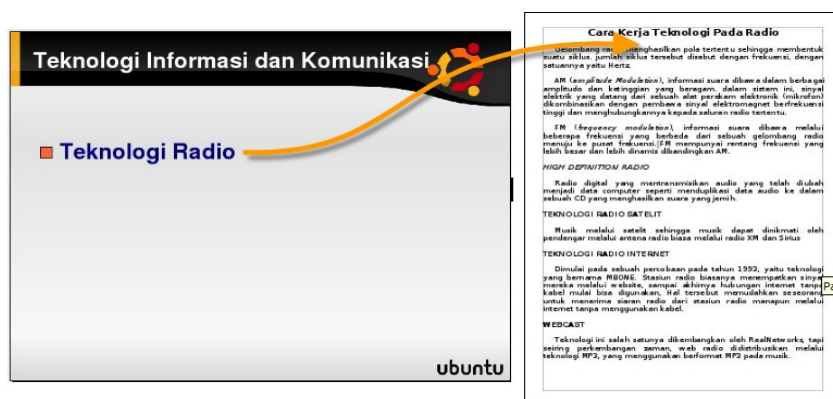 Teknologi Informasi dan Komunikasi
Teknologi Radio
ubuntu
Cara Kerja Teknologi Pada Radio
Gelombang radio menghasilkan pola tertentu sehingga membentuk
suatu siklus. jumlah siklus tersebut disebut dengan frekuensi, dengan
satuannya yaitu Hertz.
AM (amplitude Modulation), informasi suara dibawa dalam berbagai
amplitudo dan ketinggian yang beragam. dalam sistem ini, sinyal
elektrik yang datang dari sebuah alat perekam elektronik (mikrofon)
dikombinasikan dengan pembawa sinyal elektromagnet berfrekuensi
tinggi dan menghubungkannya kepada saluran radio tertentu.
FM (frequency modulation), informasi suara dibawa melalui
beberapa frekuensi yang berbeda dari sebuah gelombang radio
menuju ke pusat frekuensi. FM mempunyai rentang frekuensi yang
lebih besar dan lebih dinamis dibandingkan AM.
HIGH DEFINITION RADIO
Radio digital yang mentransmisikan audio yang telah diubah
menjadi data computer seperti menduplikasi data audio ke dalam
sebuah CD yang menghasilkan suara yang jernih.
TEKNOLOGI RADIO SATELIT
Musik melalui satelit sehingga musik dapat dinikmati oleh
pendengar melalui antena radio biasa melalui radio XM dan Sirius
TEKNOLOGI RADIO INTERNET
Dimulai pada sebuah percobaan pada tahun 1993, yaitu teknologi
yang bernama MBONE. Stasiun radio biasanya menempatkan sinyal
mereka melalui website, sampai akhirnya hubungan internet tanpa
kabel mulai bisa digunakan, Hal tersebut memudahkan seseorang
untuk menerima siaran radio dari stasiun radio manapun melalui
internet tanpa menggunakan kabel.
WEBCAST
Teknologi ini salah satunya dikembangkan oleh RealNetworks, tapi
seiring perkembangan zaman, web radio didistribusikan melalui
teknologi MP3, yang menggunakan berformat MP3 pada musik.